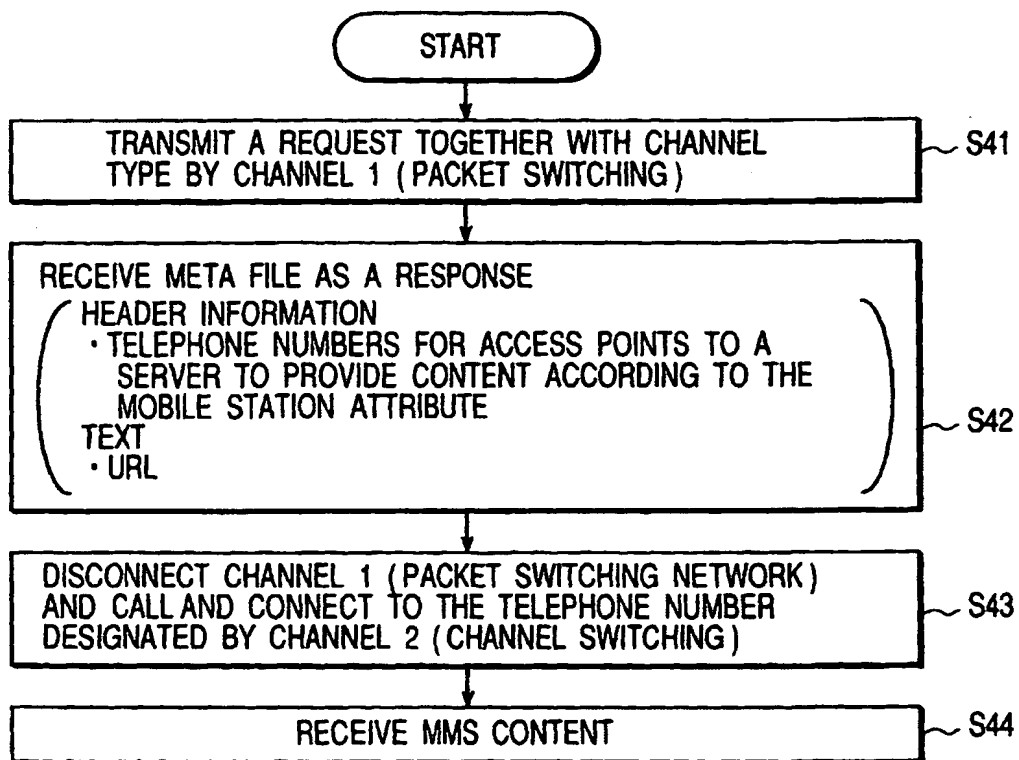 START
TRANSMIT A REQUEST TOGETHER WITH CHANNEL
TYPE BY CHANNEL 1 (PACKET SWITCHING)
S41
RECEIVE META FILE AS A RESPONSE
HEADER INFORMATION
・TELEPHONE NUMBERS FOR ACCESS POINTS TO A
SERVER TO PROVIDE CONTENT ACCORDING TO THE
MOBILE STATION ATTRIBUTE
TEXT
・URL
S42
DISCONNECT CHANNEL 1 (PACKET SWITCHING NETWORK)
AND CALL AND CONNECT TO THE TELEPHONE NUMBER
DESIGNATED BY CHANNEL 2 (CHANNEL SWITCHING)
S43
RECEIVE MMS CONTENT
S44